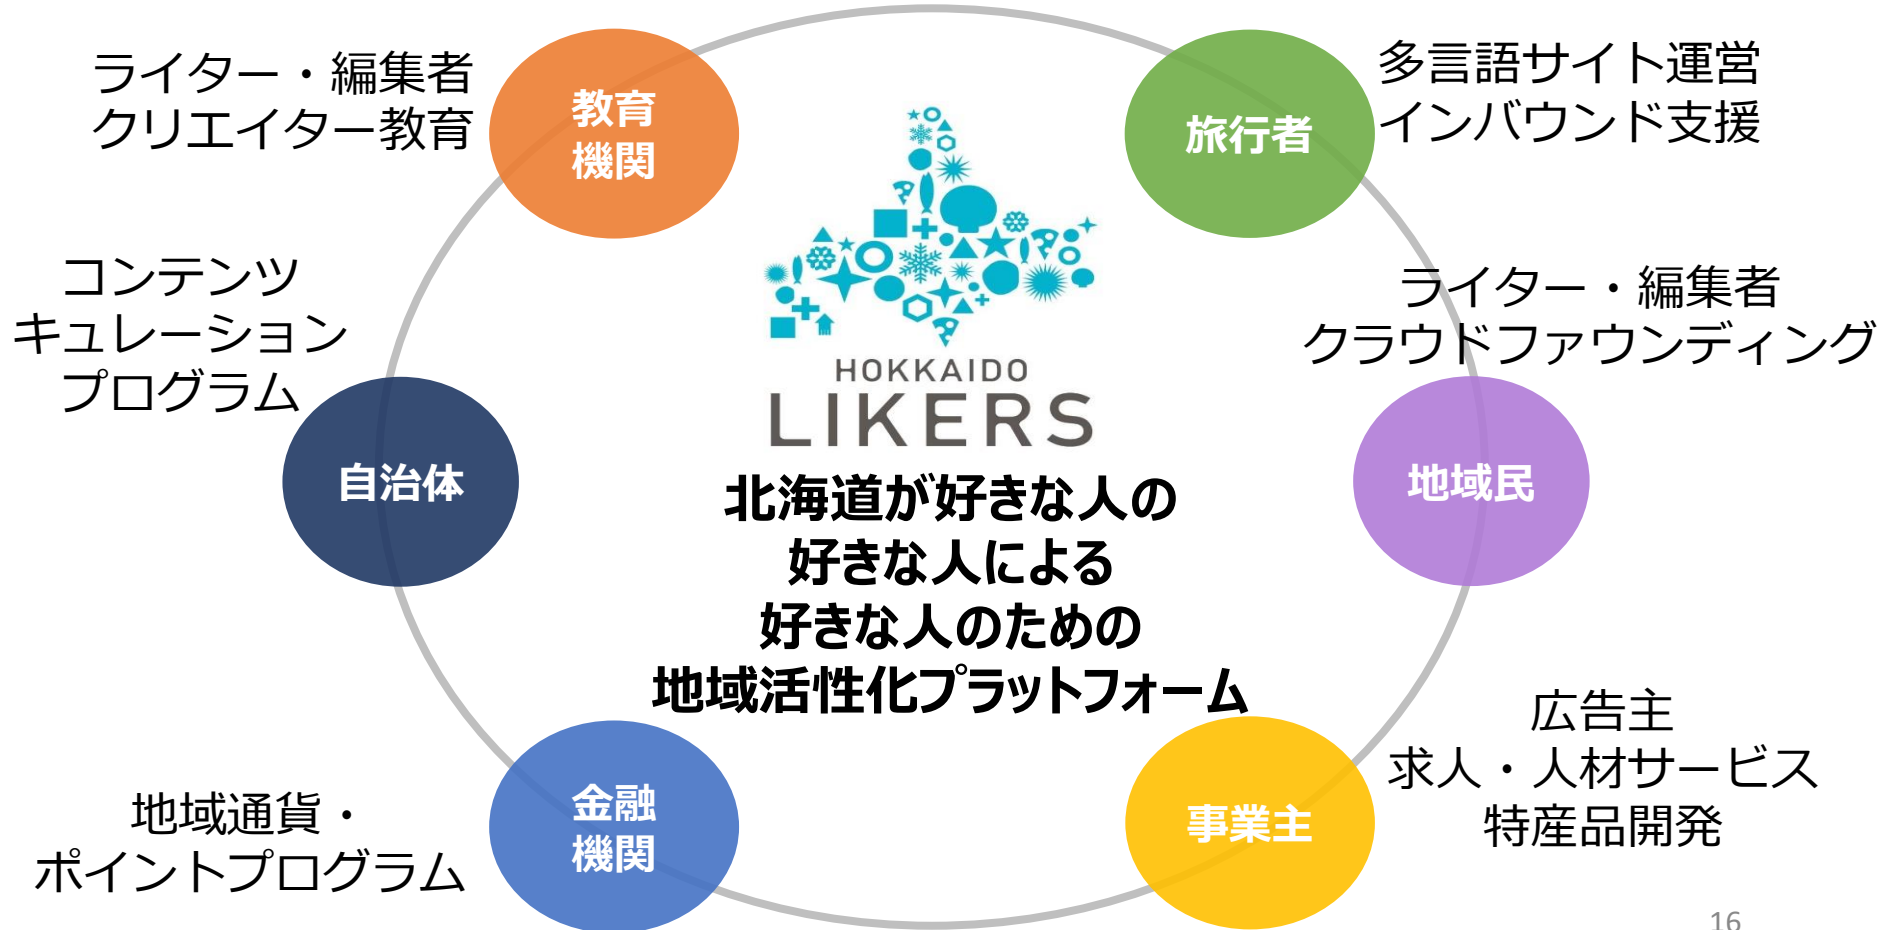 ライター・編集者
クリエイター教育
教育
機関
旅行者
多言語サイト運営
インバウンド支援
コンテンツ
キュレーション
プログラム
自治体
HOKKAIDO
LIKERS
北海道が好きな人の
好きな人による
好きな人のための
地域活性化プラットフォーム
ライター・編集者
クラウドファウンディング
地域民
地域通貨・
ポイントプログラム
金融
機関
事業主
広告主
求人・人材サービス
特産品開発
16